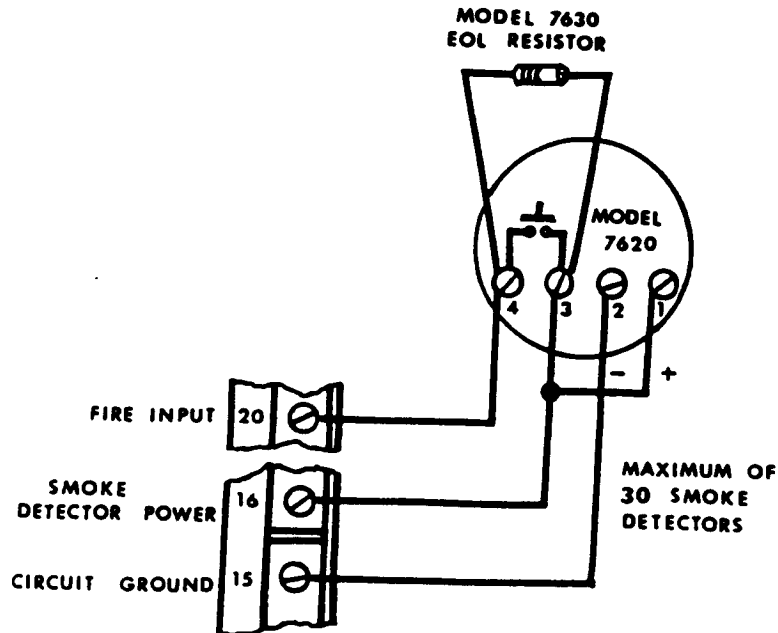 MODEL 7630
EOL RESISTOR
MODEL
7620
4
3
2
1
-
+
FIRE INPUT
20
SMOKE
DETECTOR POWER
16
MAXIMUM OF
30 SMOKE
DETECTORS
CIRCUIT GROUND
15